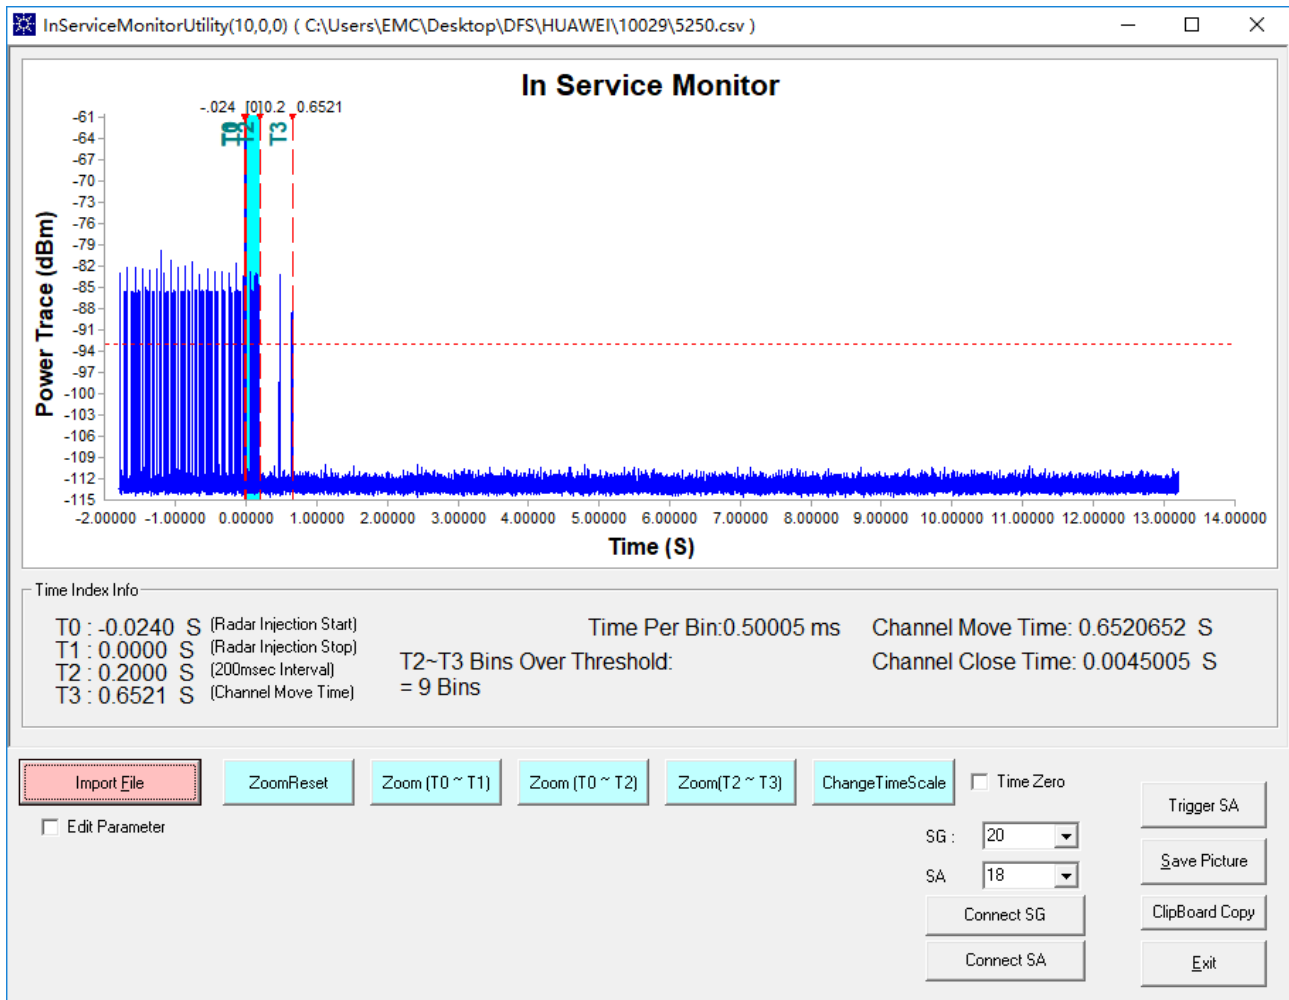 InServiceMonitorUtility(10,0,0) ( C:\Users\EMC\Desktop\DFS\HUAWEI\10029\5250.csv )
In Service Monitor
-.024 [0]0.2 0.6521
T2 T3
-61
-64
-67
-70
-73
-76
-79
-82
-85
-88
-91
-94
-97
-100
-103
-106
-109
-112
-115
Power Trace (dBm)
-2.00000 -1.00000 0.00000 1.00000 2.00000 3.00000 4.00000 5.00000 6.00000 7.00000 8.00000 9.00000 10.00000 11.00000 12.00000 13.00000 14.00000
Time (S)
Time Index Info
T0 : -0.0240 S (Radar Injection Start)
T1 : 0.0000 S (Radar Injection Stop)
T2 : 0.2000 S (200msec Interval)
T3 : 0.6521 S (Channel Move Time)
Time Per Bin:0.50005 ms
T2~T3 Bins Over Threshold:
= 9 Bins
Channel Move Time: 0.6520652 S
Channel Close Time: 0.0045005 S
Import File
ZoomReset
Zoom (T0 ~ T1)
Zoom (T0 ~ T2)
Zoom(T2 ~ T3)
ChangeTimeScale
Time Zero
Edit Parameter
SG : 20
SA 18
Connect SG
Connect SA
Trigger SA
Save Picture
ClipBoard Copy
Exit